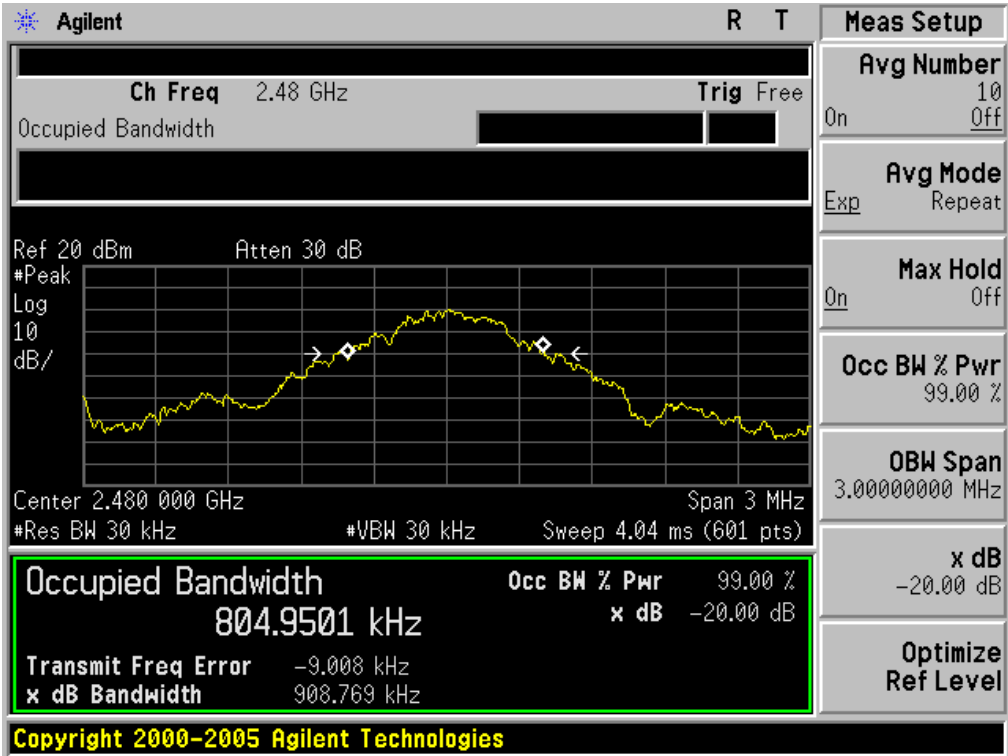 Agilent R T
Ch Freq 2.48 GHz Trig Free
Occupied Bandwidth
Ref 20 dBm Atten 30 dB
#Peak
Log
10
dB/
Center 2.480 000 GHz Span 3 MHz
#Res BW 30 kHz #VBW 30 kHz Sweep 4.04 ms (601 pts)
Occupied Bandwidth Occ BW % Pwr 99.00 %
804.9501 kHz x dB -20.00 dB
Transmit Freq Error -9.008 kHz
x dB Bandwidth 908.769 kHz
Copyright 2000-2005 Agilent Technologies
Meas Setup
Avg Number
10
On Off
Avg Mode
Exp Repeat
Max Hold
On Off
Occ BW % Pwr
99.00 %
OBW Span
3.00000000 MHz
x dB
-20.00 dB
Optimize
Ref Level